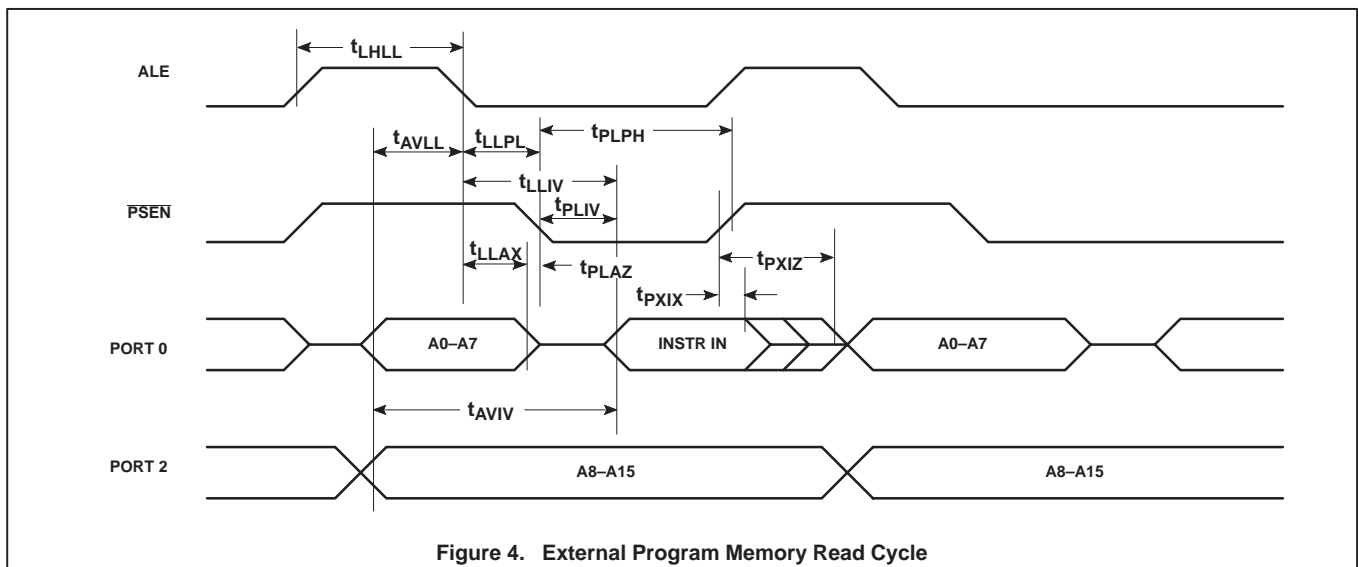 tLHLL
ALE
tAVLL
tLLPL
tPLPH
tLLIV
PSEN
tPLIV
tLLAX
tPLAZ
tPXIZ
tPXIX
PORT 0
A0–A7
INSTR IN
A0–A7
tAVIV
PORT 2
A8–A15
A8–A15
Figure 4. External Program Memory Read Cycle